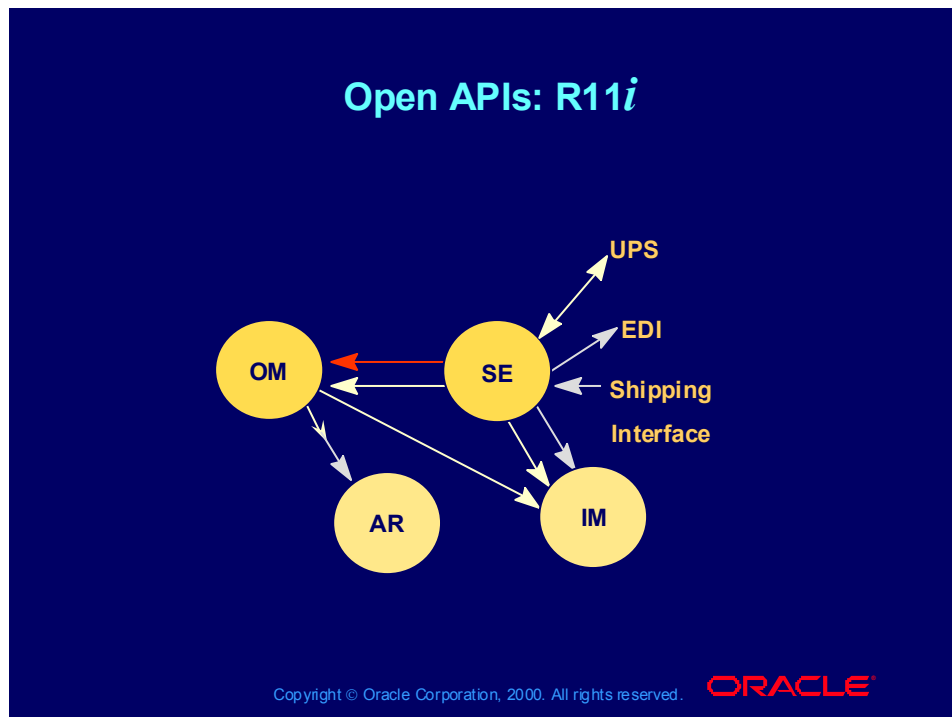 Open APIs: R11i
UPS
EDI
OM
SE
Shipping
Interface
AR
IM
Copyright © Oracle Corporation, 2000. All rights reserved.
ORACLE®